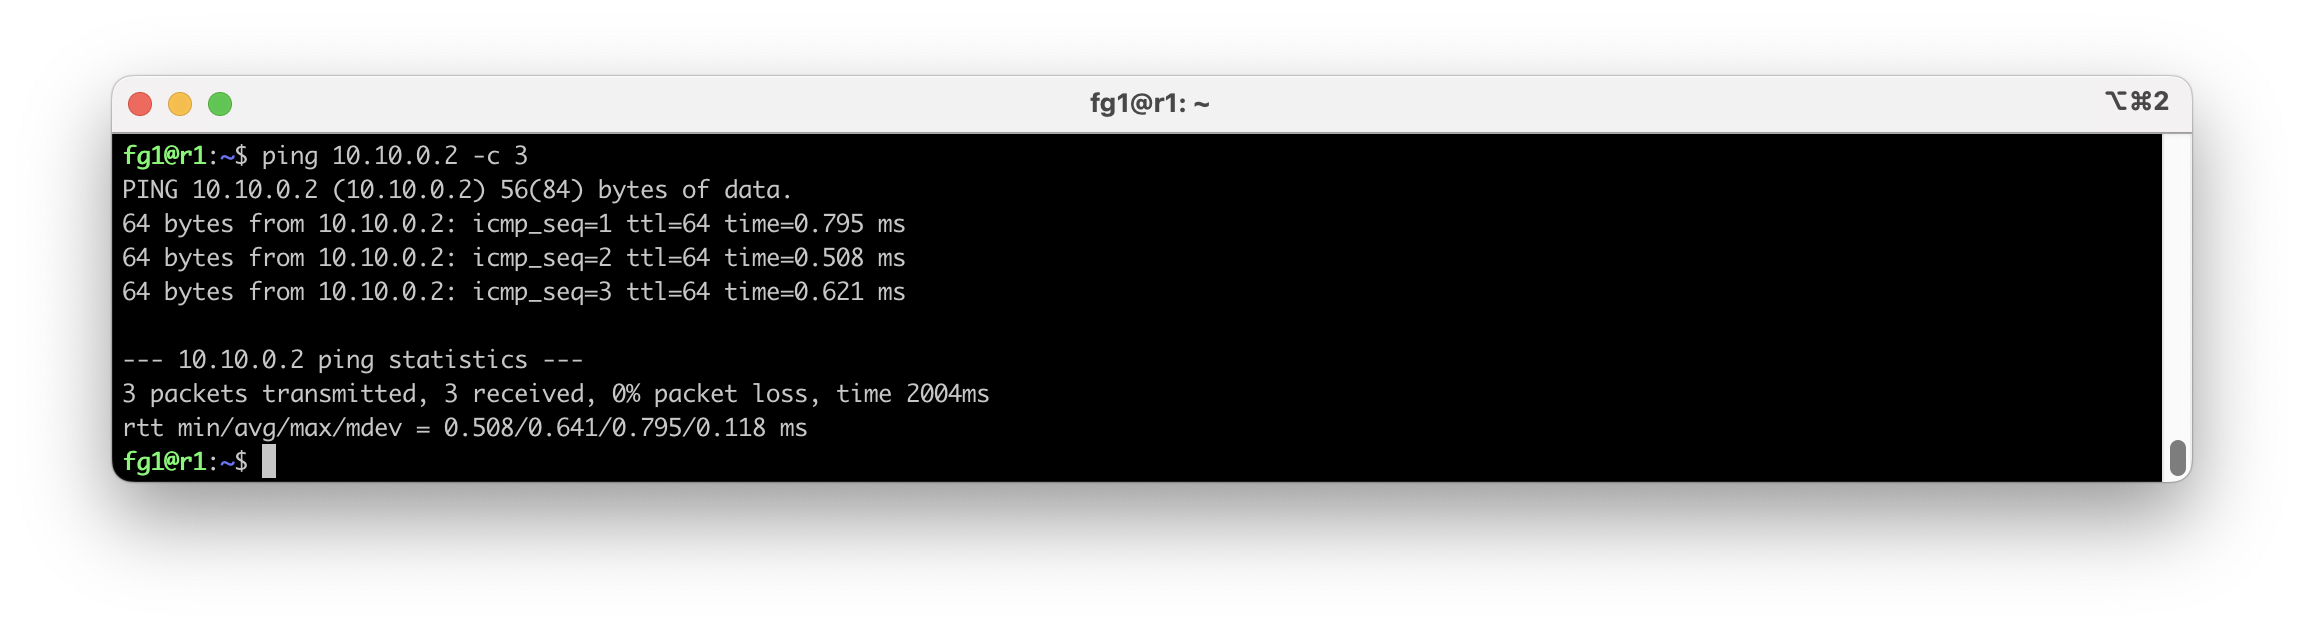 fg1@r1: ~
⌥⌘2
fg1@r1:~$ ping 10.10.0.2 -c 3
PING 10.10.0.2 (10.10.0.2) 56(84) bytes of data.
64 bytes from 10.10.0.2: icmp_seq=1 ttl=64 time=0.795 ms
64 bytes from 10.10.0.2: icmp_seq=2 ttl=64 time=0.508 ms
64 bytes from 10.10.0.2: icmp_seq=3 ttl=64 time=0.621 ms

--- 10.10.0.2 ping statistics ---
3 packets transmitted, 3 received, 0% packet loss, time 2004ms
rtt min/avg/max/mdev = 0.508/0.641/0.795/0.118 ms
fg1@r1:~$